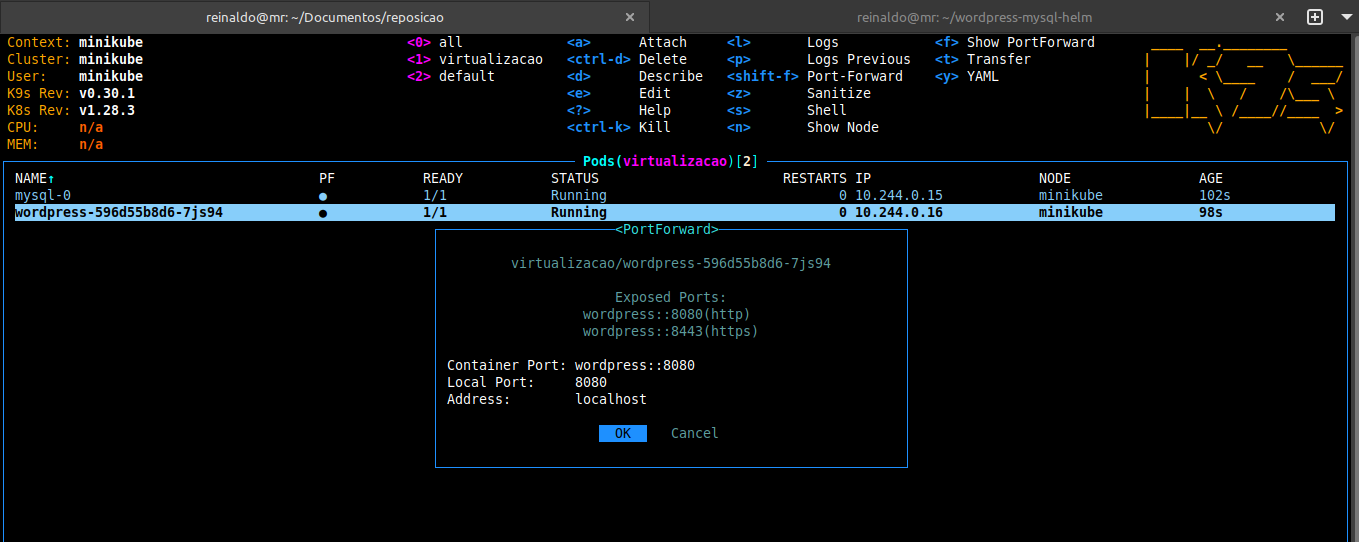 reinaldo@mr: ~/Documentos/reposicao × reinaldo@mr: ~/wordpress-mysql-helm ×
Context: minikube <0> all <a> Attach <l> Logs <f> Show PortForward
Cluster: minikube <1> virtualizacao <ctrl-d> Delete <p> Logs Previous <t> Transfer
User: minikube <2> default <d> Describe <shift-f> Port-Forward <y> YAML
K9s Rev: v0.30.1 <e> Edit <z> Sanitize
K8s Rev: v1.28.3 <?> Help <s> Shell
CPU: n/a <ctrl-k> Kill <n> Show Node
MEM: n/a
Pods(virtualizacao)[2]
NAME↑ PF READY STATUS RESTARTS IP NODE AGE
mysql-0 ● 1/1 Running 0 10.244.0.15 minikube 102s
wordpress-596d55b8d6-7js94 ● 1/1 Running 0 10.244.0.16 minikube 98s
<PortForward>
virtualizacao/wordpress-596d55b8d6-7js94
Exposed Ports:
wordpress::8080(http)
wordpress::8443(https)
Container Port: wordpress::8080
Local Port: 8080
Address: localhost
OK Cancel